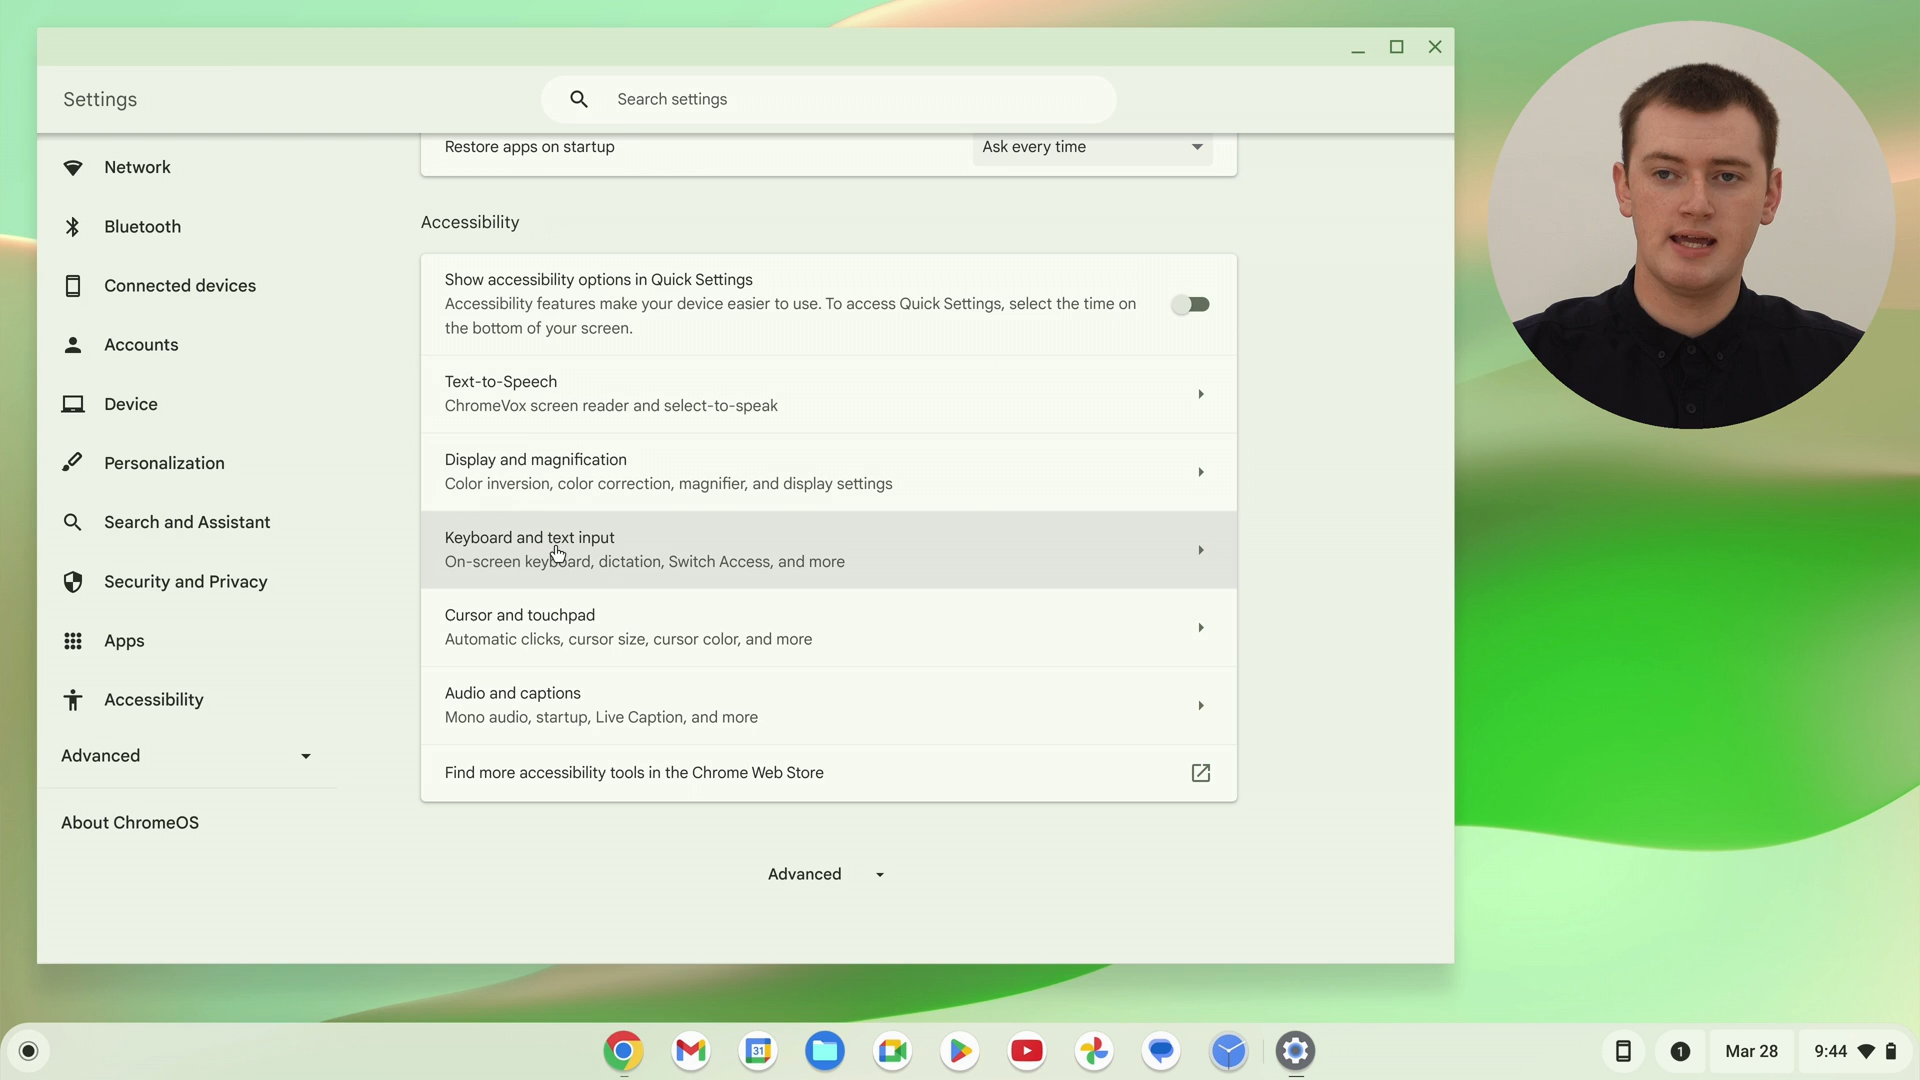 Settings
Search settings
Network
Bluetooth
Connected devices
Accounts
Device
Personalization
Search and Assistant
Security and Privacy
Apps
Accessibility
Advanced
About ChromeOS
Restore apps on startup
Ask every time
Accessibility
Show accessibility options in Quick Settings
Accessibility features make your device easier to use. To access Quick Settings, select the time on
the bottom of your screen.
Text-to-Speech
ChromeVox screen reader and select-to-speak
Display and magnification
Color inversion, color correction, magnifier, and display settings
Keyboard and text input
On-screen keyboard, dictation, Switch Access, and more
Cursor and touchpad
Automatic clicks, cursor size, cursor color, and more
Audio and captions
Mono audio, startup, Live Caption, and more
Find more accessibility tools in the Chrome Web Store
Advanced
31
1
Mar 28
9:44